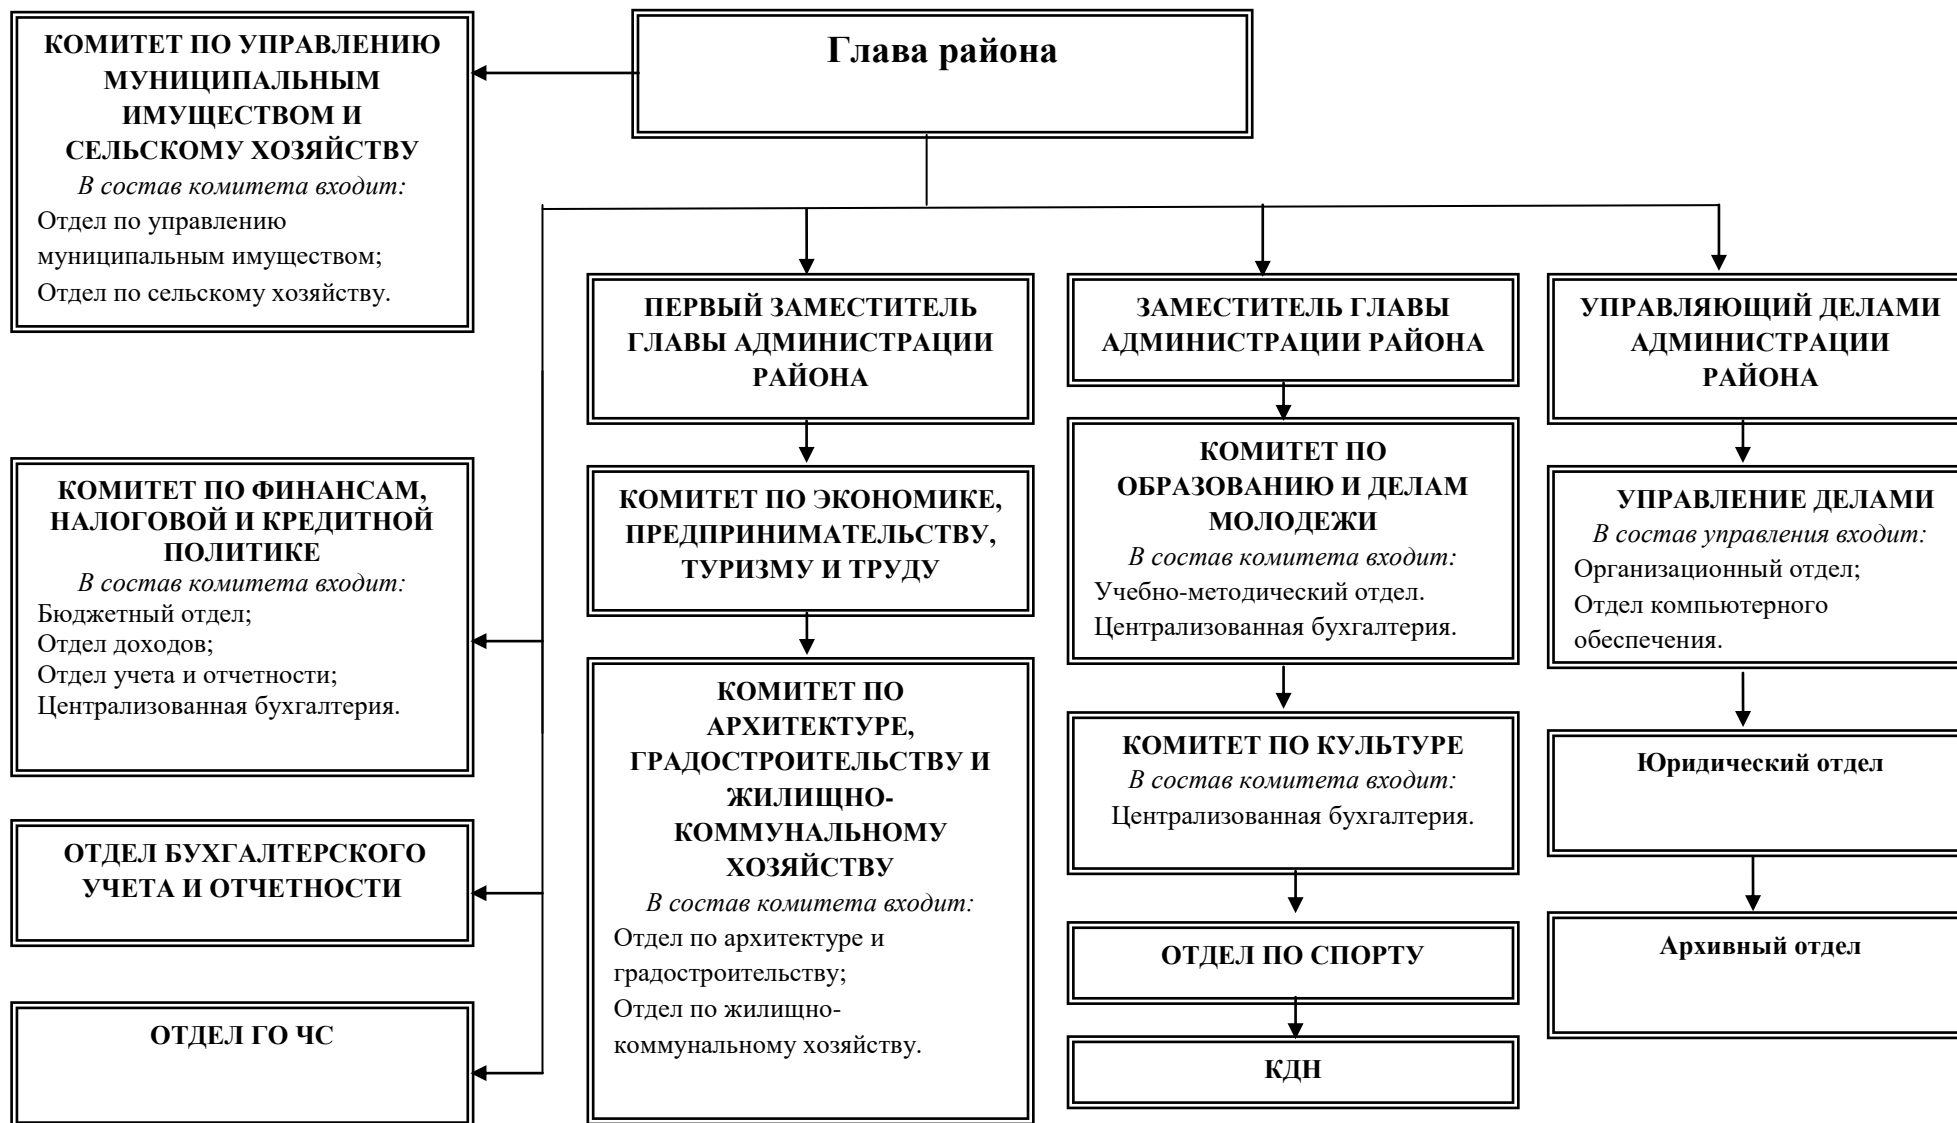 Глава района
КОМИТЕТ ПО УПРАВЛЕНИЮ
МУНИЦИПАЛЬНЫМ
ИМУЩЕСТВОМ И
СЕЛЬСКОМУ ХОЗЯЙСТВУ
В состав комитета входит:
Отдел по управлению
муниципальным имуществом;
Отдел по сельскому хозяйству.
КОМИТЕТ ПО ФИНАНСАМ,
НАЛОГОВОЙ И КРЕДИТНОЙ
ПОЛИТИКЕ
В состав комитета входит:
Бюджетный отдел;
Отдел доходов;
Отдел учета и отчетности;
Централизованная бухгалтерия.
ОТДЕЛ БУХГАЛТЕРСКОГО
УЧЕТА И ОТЧЕТНОСТИ
ОТДЕЛ ГО ЧС
ПЕРВЫЙ ЗАМЕСТИТЕЛЬ
ГЛАВЫ АДМИНИСТРАЦИИ
РАЙОНА
КОМИТЕТ ПО ЭКОНОМИКЕ,
ПРЕДПРИНИМАТЕЛЬСТВУ,
ТУРИЗМУ И ТРУДУ
КОМИТЕТ ПО
АРХИТЕКТУРЕ,
ГРАДОСТРОИТЕЛЬСТВУ И
ЖИЛИЩНО-
КОММУНАЛЬНОМУ
ХОЗЯЙСТВУ
В состав комитета входит:
Отдел по архитектуре и
градостроительству;
Отдел по жилищно-
коммунальному хозяйству.
ЗАМЕСТИТЕЛЬ ГЛАВЫ
АДМИНИСТРАЦИИ РАЙОНА
КОМИТЕТ ПО
ОБРАЗОВАНИЮ И ДЕЛАМ
МОЛОДЕЖИ
В состав комитета входит:
Учебно-методический отдел.
Централизованная бухгалтерия.
КОМИТЕТ ПО КУЛЬТУРЕ
В состав комитета входит:
Централизованная бухгалтерия.
ОТДЕЛ ПО СПОРТУ
КДН
УПРАВЛЯЮЩИЙ ДЕЛАМИ
АДМИНИСТРАЦИИ
РАЙОНА
УПРАВЛЕНИЕ ДЕЛАМИ
В состав управления входит:
Организационный отдел;
Отдел компьютерного
обеспечения.
Юридический отдел
Архивный отдел